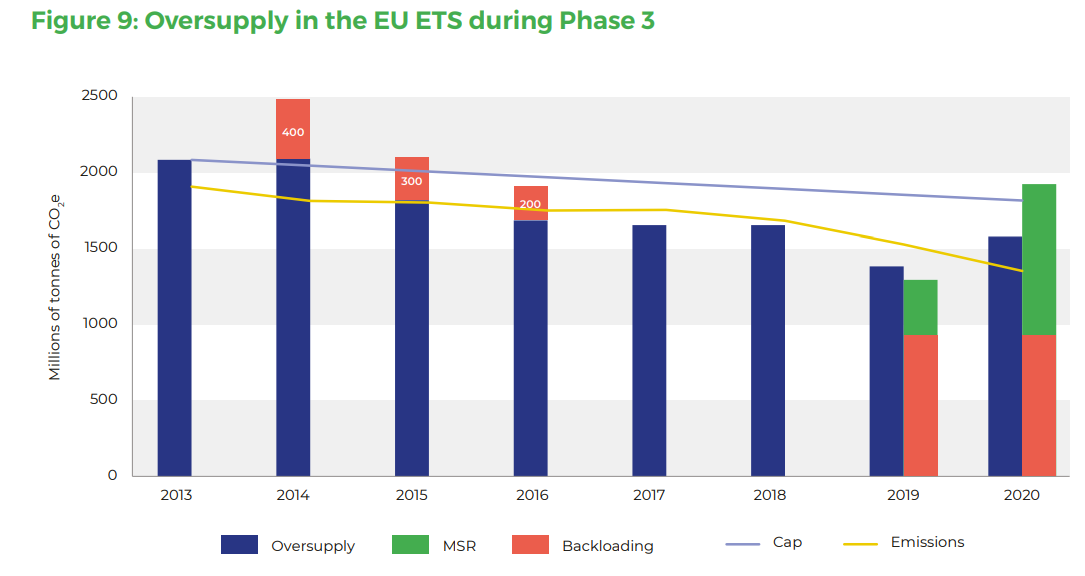 Figure 9: Oversupply in the EU ETS during Phase 3
Millions of tonnes of CO₂e
2500
2000
1500
1000
500
0
400
300
200
2013 2014 2015 2016 2017 2018 2019 2020
Oversupply MSR Backloading Cap Emissions